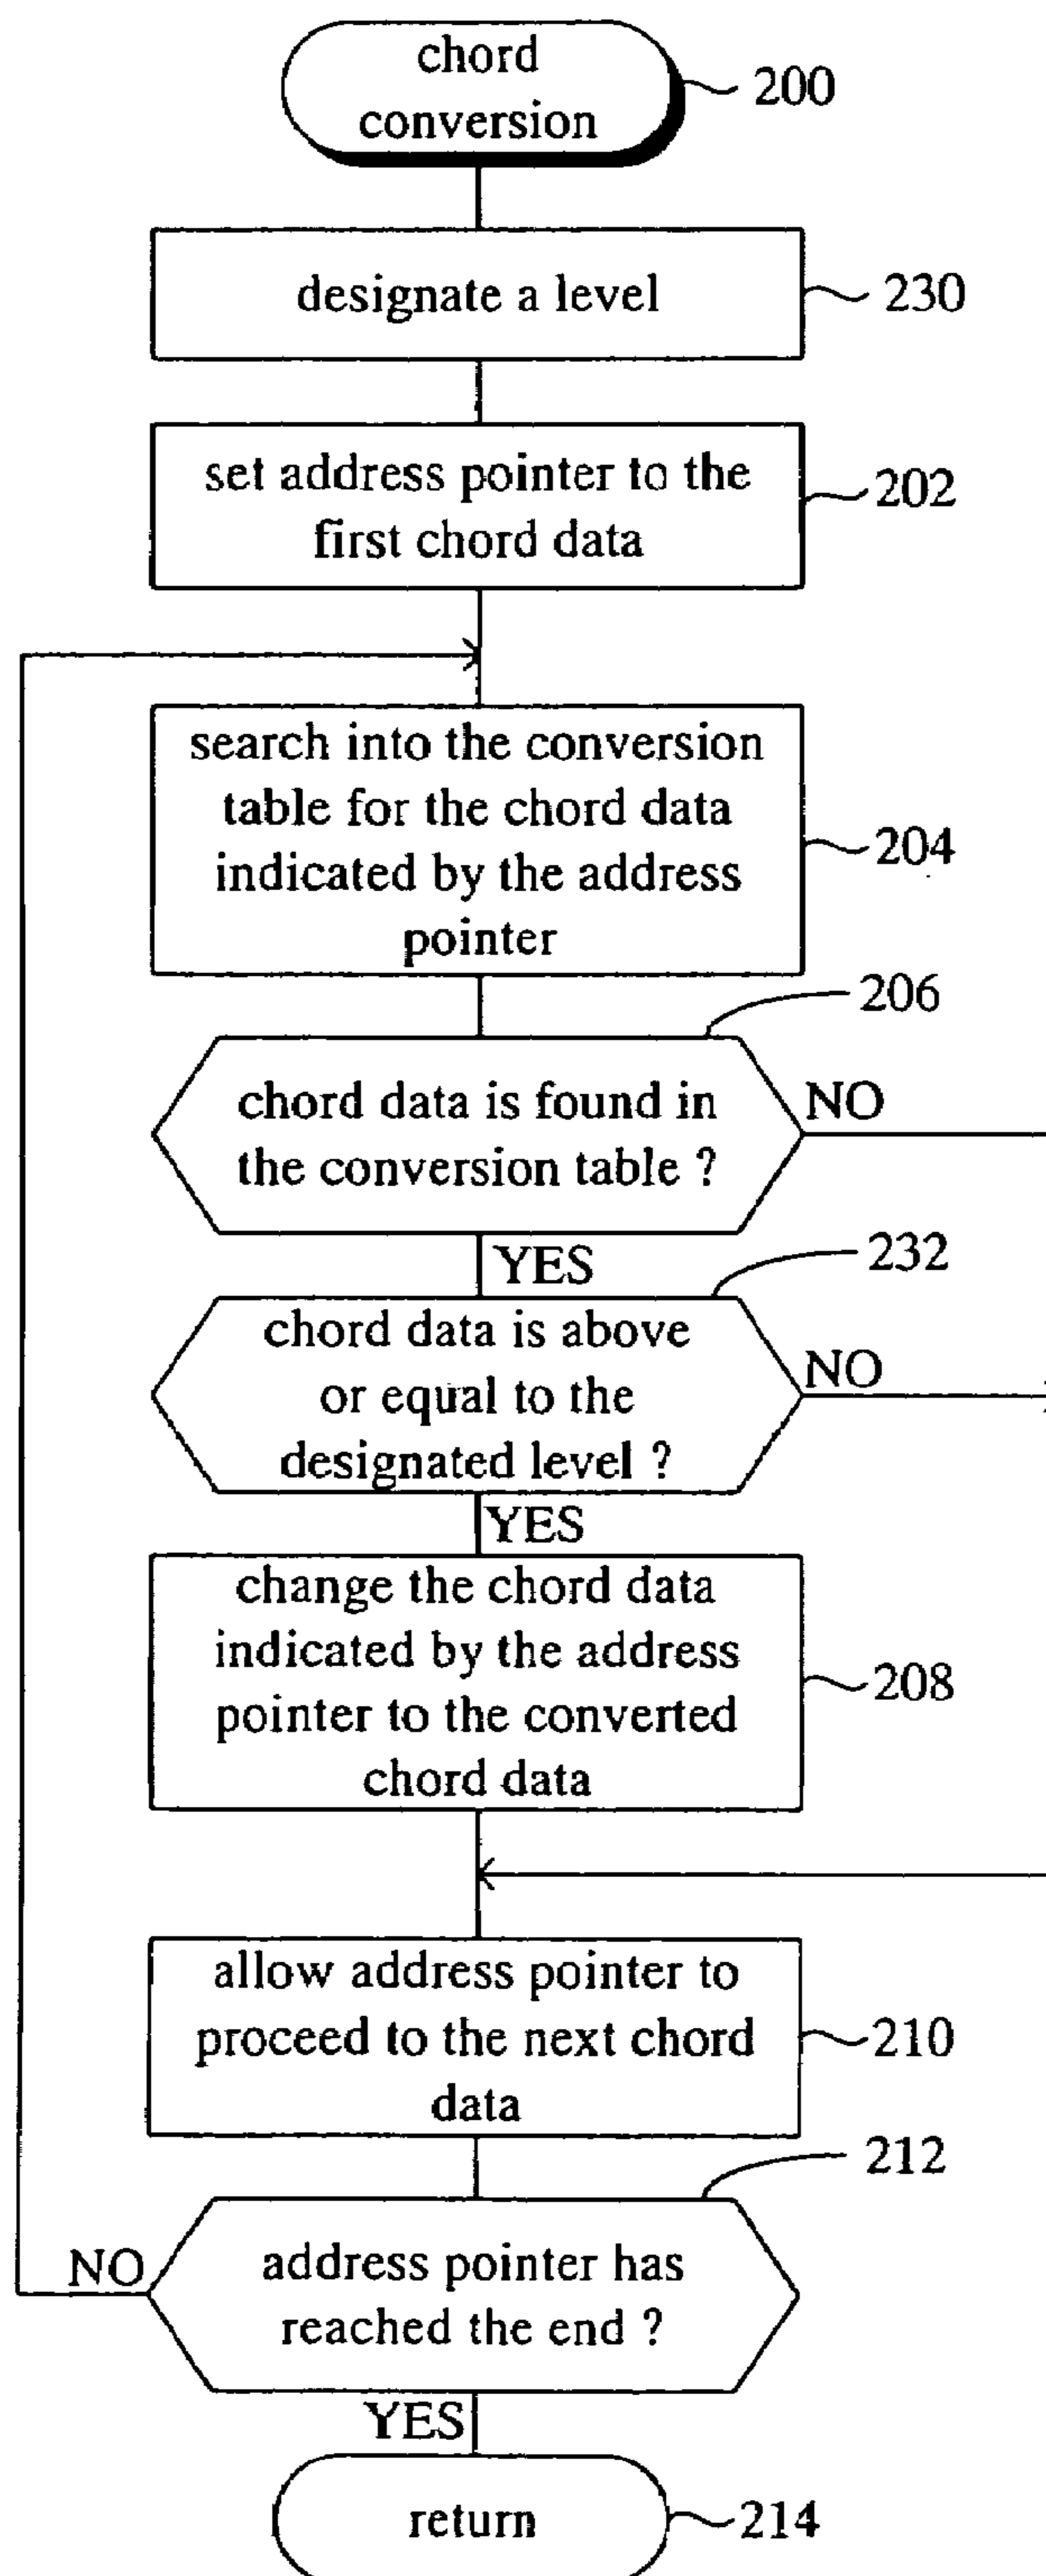 chord
conversion
200
designate a level
230
set address pointer to the
first chord data
202
search into the conversion
table for the chord data
indicated by the address
pointer
204
206
chord data is found in
the conversion table ?
NO
YES
232
chord data is above
or equal to the
designated level ?
NO
YES
change the chord data
indicated by the address
pointer to the converted
chord data
208
allow address pointer to
proceed to the next chord
data
210
212
NO
address pointer has
reached the end ?
YES
return
214